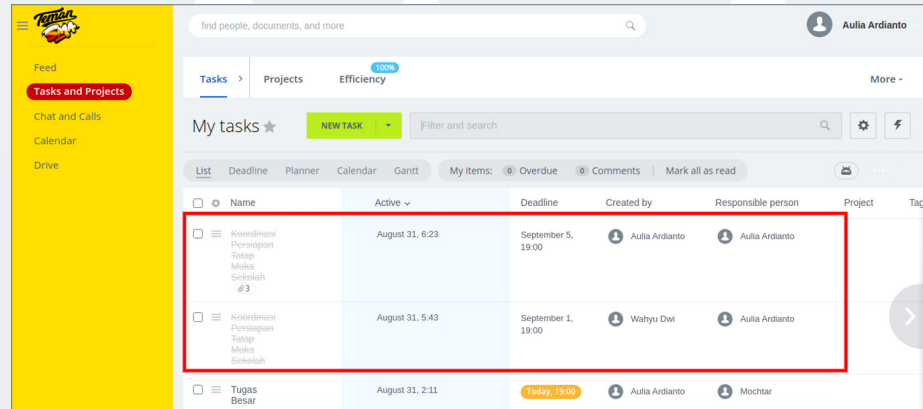 Teman
find people, documents, and more
Aulia Ardianto
Feed
Tasks and Projects
Chat and Calls
Calendar
Drive
Tasks
Projects
Efficiency
100%
More
My tasks
NEW TASK
Filter and search
List Deadline Planner Calendar Gantt
My items: 0 Overdue 0 Comments Mark all as read
Name Active Deadline Created by Responsible person Project Tag
Koordinasi
Persiapan
Tatap
Muka
Sekolah
3
August 31, 6:23
September 5,
19:00
Aulia Ardianto
Aulia Ardianto
Koordinasi
Persiapan
Tatap
Muka
Sekolah
August 31, 5:43
September 1,
19:00
Wahyu Dwi
Aulia Ardianto
Tugas
Besar
August 31, 2:11
Today, 19:00
Aulia Ardianto
Mochtar